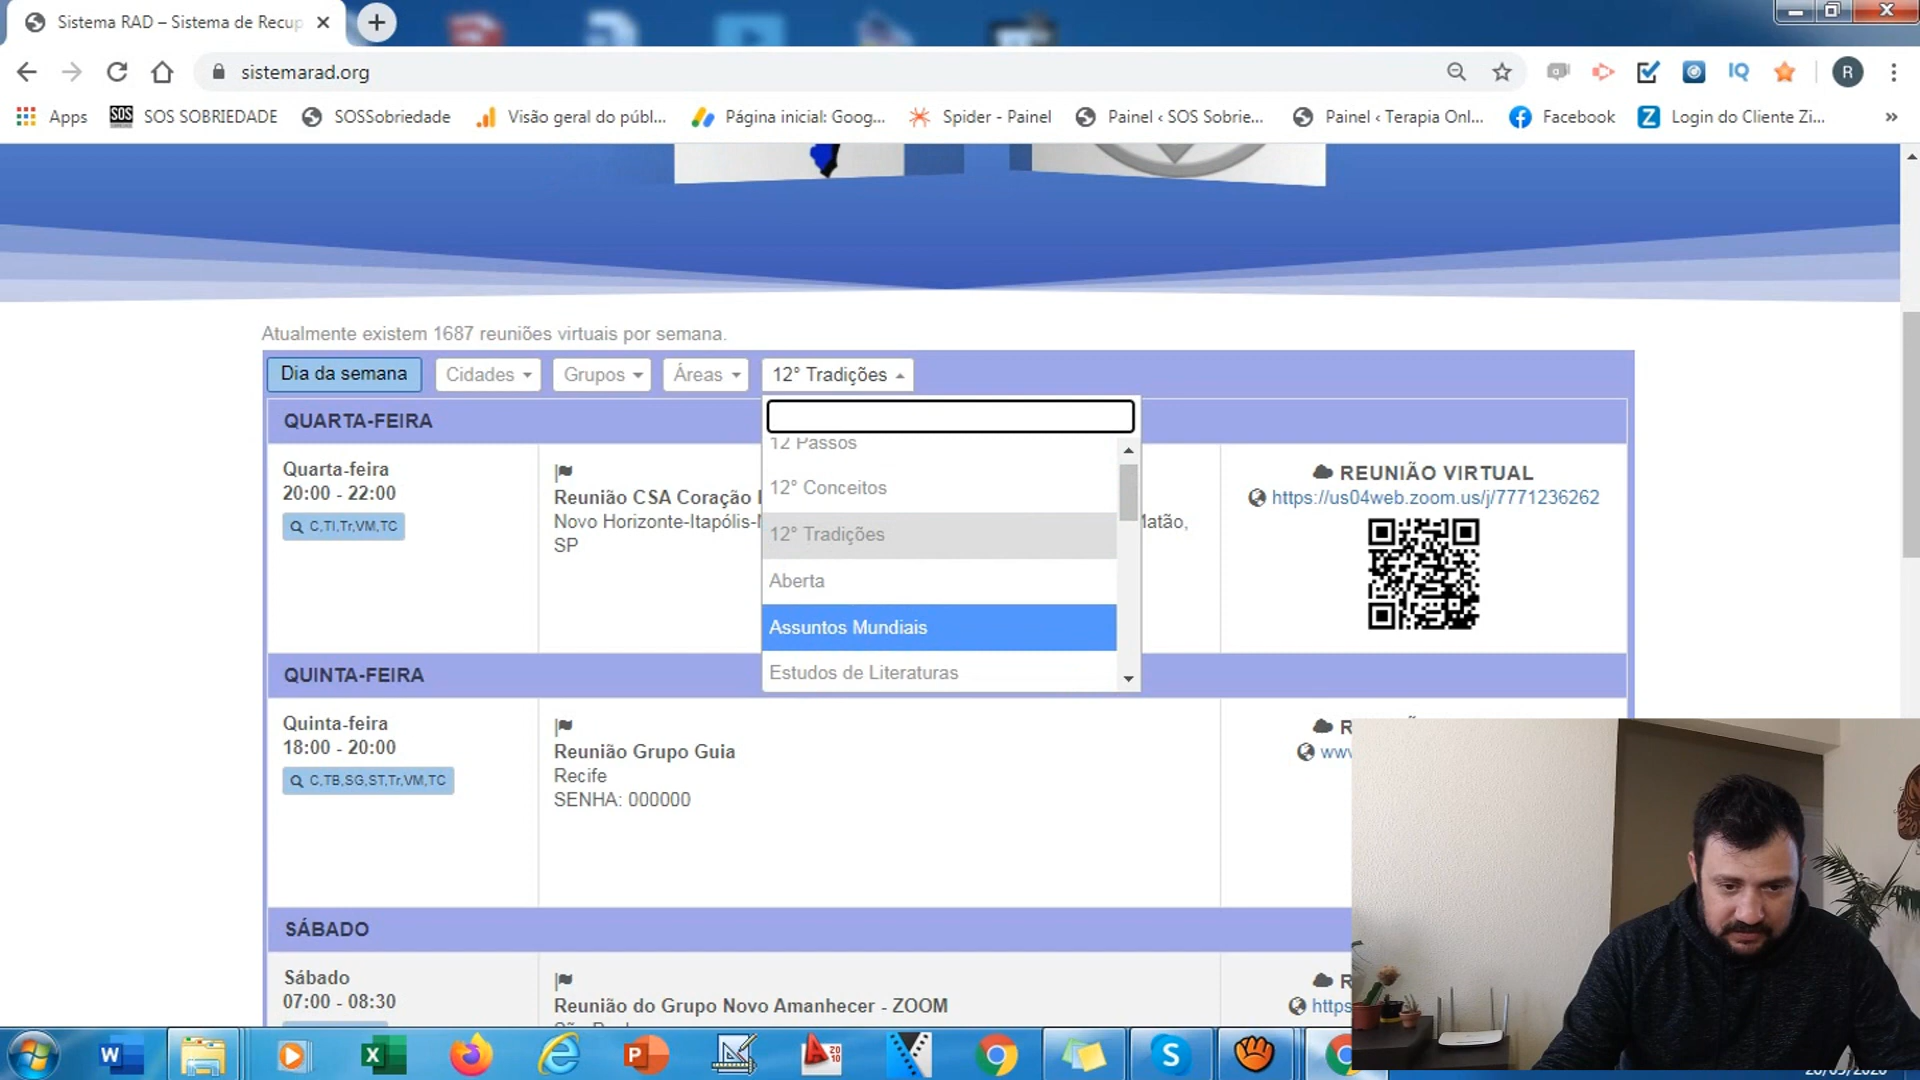 Sistema RAD – Sistema de Recup
sistemarad.org
R
Apps
SOS SOBRIEDADE
SOSSobriedade
Visão geral do públ...
Página inicial: Goog...
Spider - Painel
Painel ‹ SOS Sobrie...
Painel ‹ Terapia Onl...
Facebook
Login do Cliente Zi...
Atualmente existem 1687 reuniões virtuais por semana.
Dia da semana
Cidades
Grupos
Áreas
12° Tradições
12 Passos
12° Conceitos
12° Tradições
Aberta
Assuntos Mundiais
Estudos de Literaturas
QUARTA-FEIRA
Quarta-feira
20:00 - 22:00
C,TI,Tr,VM,TC
Reunião CSA Coração
Novo Horizonte-Itapólis-
SP
REUNIÃO VIRTUAL
https://us04web.zoom.us/j/7771236262
QUINTA-FEIRA
Quinta-feira
18:00 - 20:00
C,TB,SG,ST,Tr,VM,TC
Reunião Grupo Guia
Recife
SENHA: 000000
SÁBADO
Sábado
07:00 - 08:30
Reunião do Grupo Novo Amanhecer - ZOOM